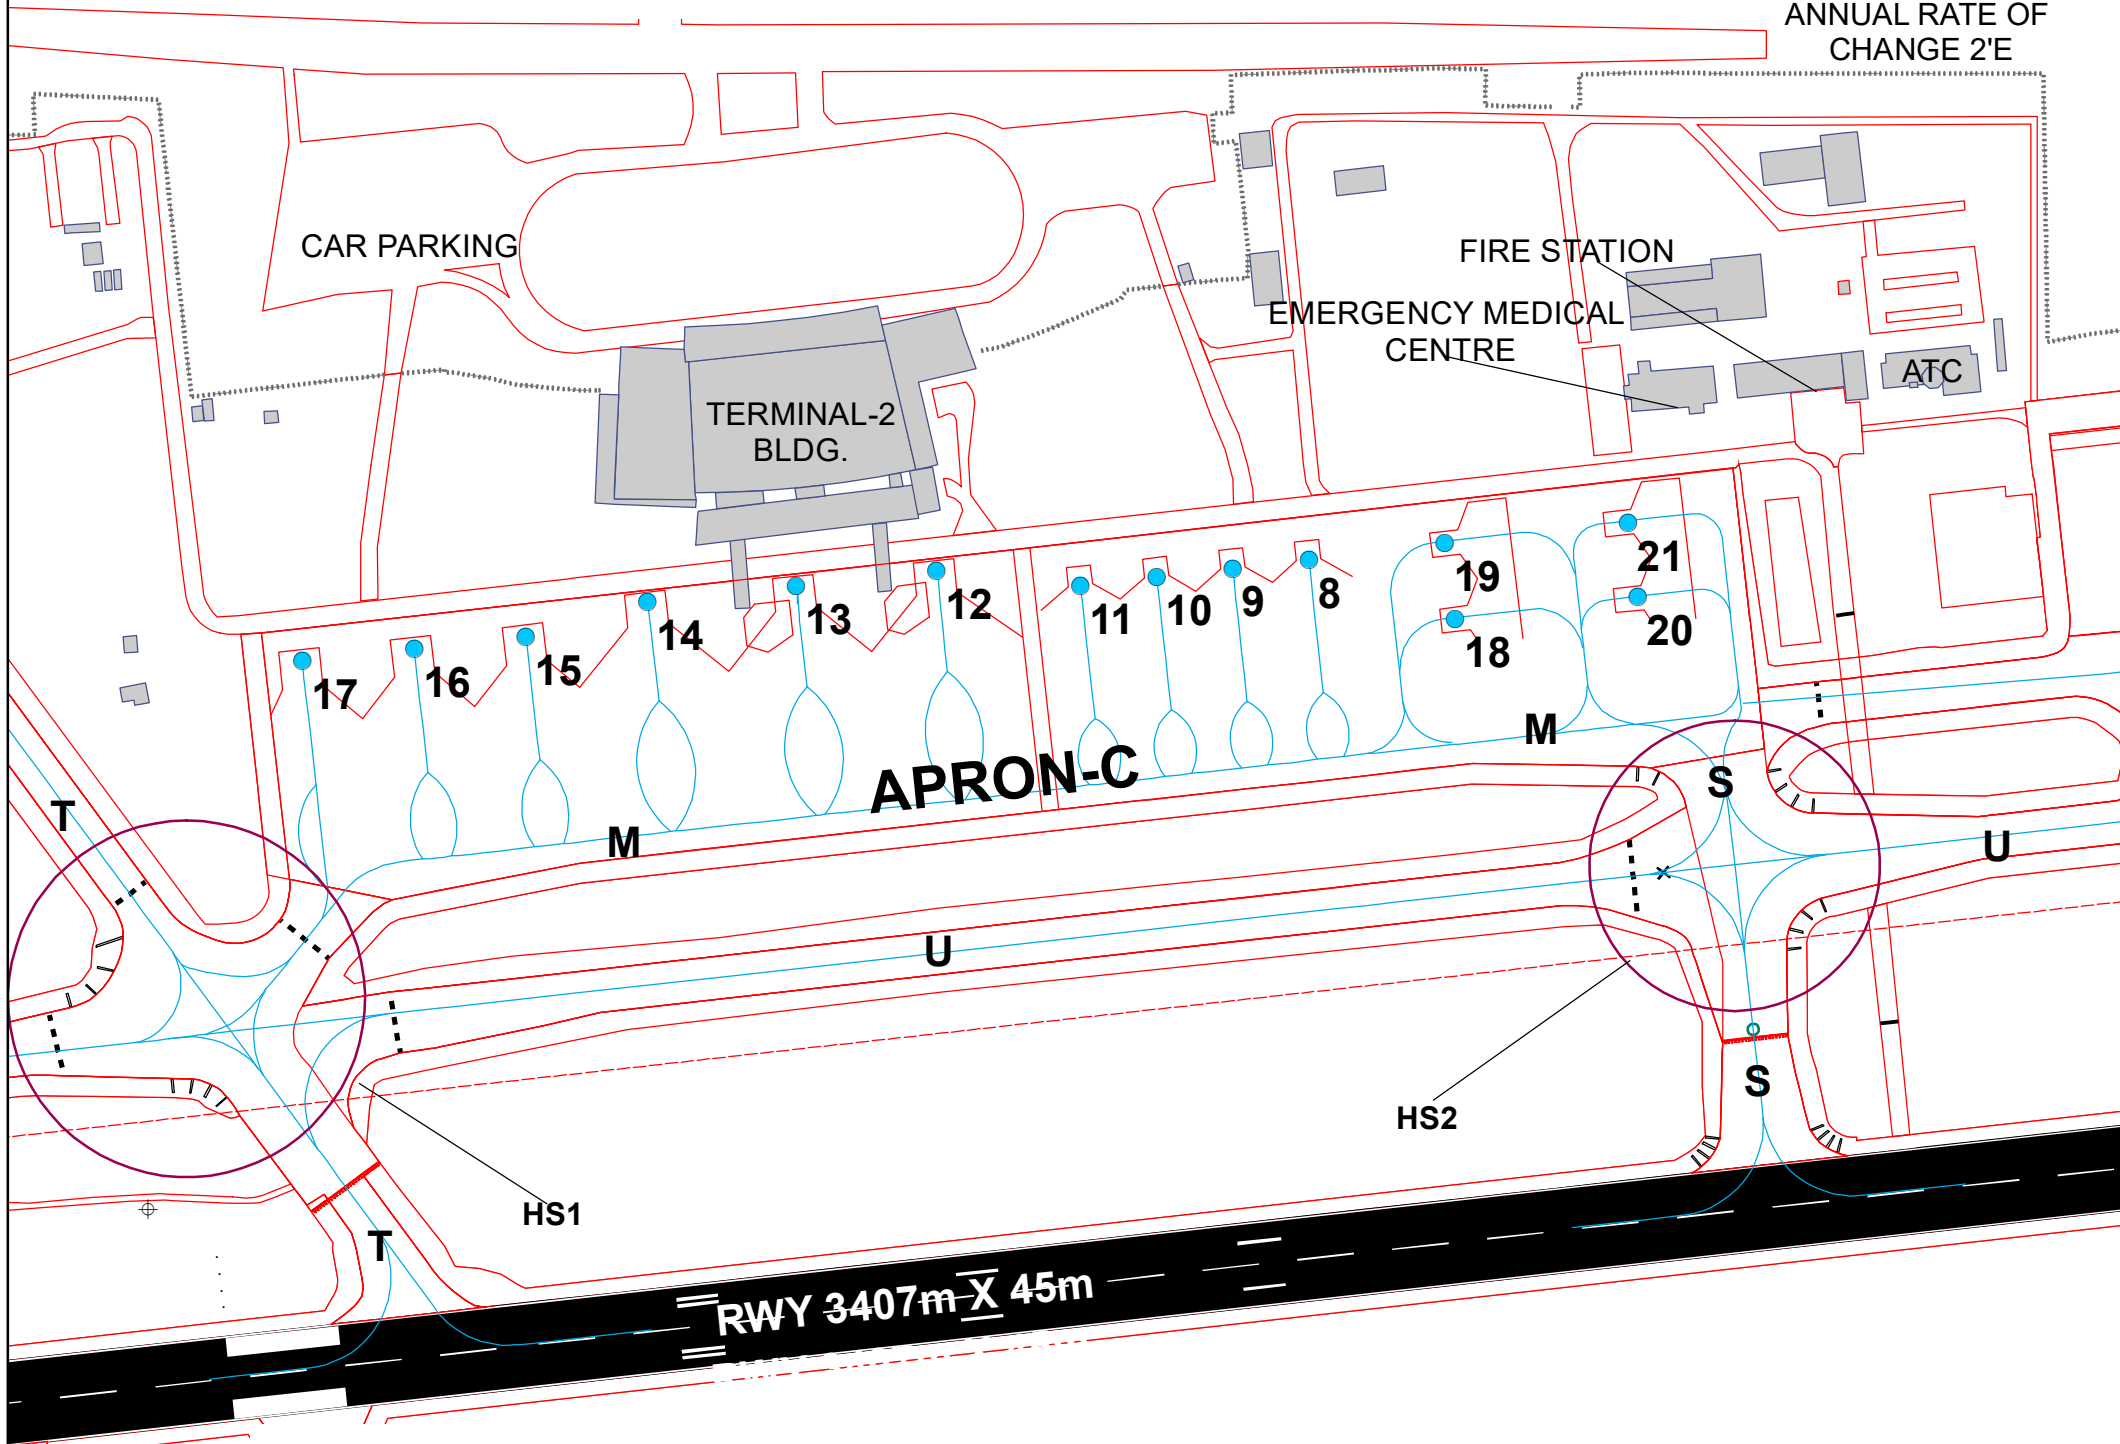 ANNUAL RATE OF
CHANGE 2'E
CAR PARKING
FIRE STATION
EMERGENCY MEDICAL
CENTRE
ATC
TERMINAL-2
BLDG.
21
19
20
18
8
9
10
11
12
13
14
15
16
17
M
APRON-C
M
S
T
U
U
S
HS2
HS1
T
RWY 3407m X 45m